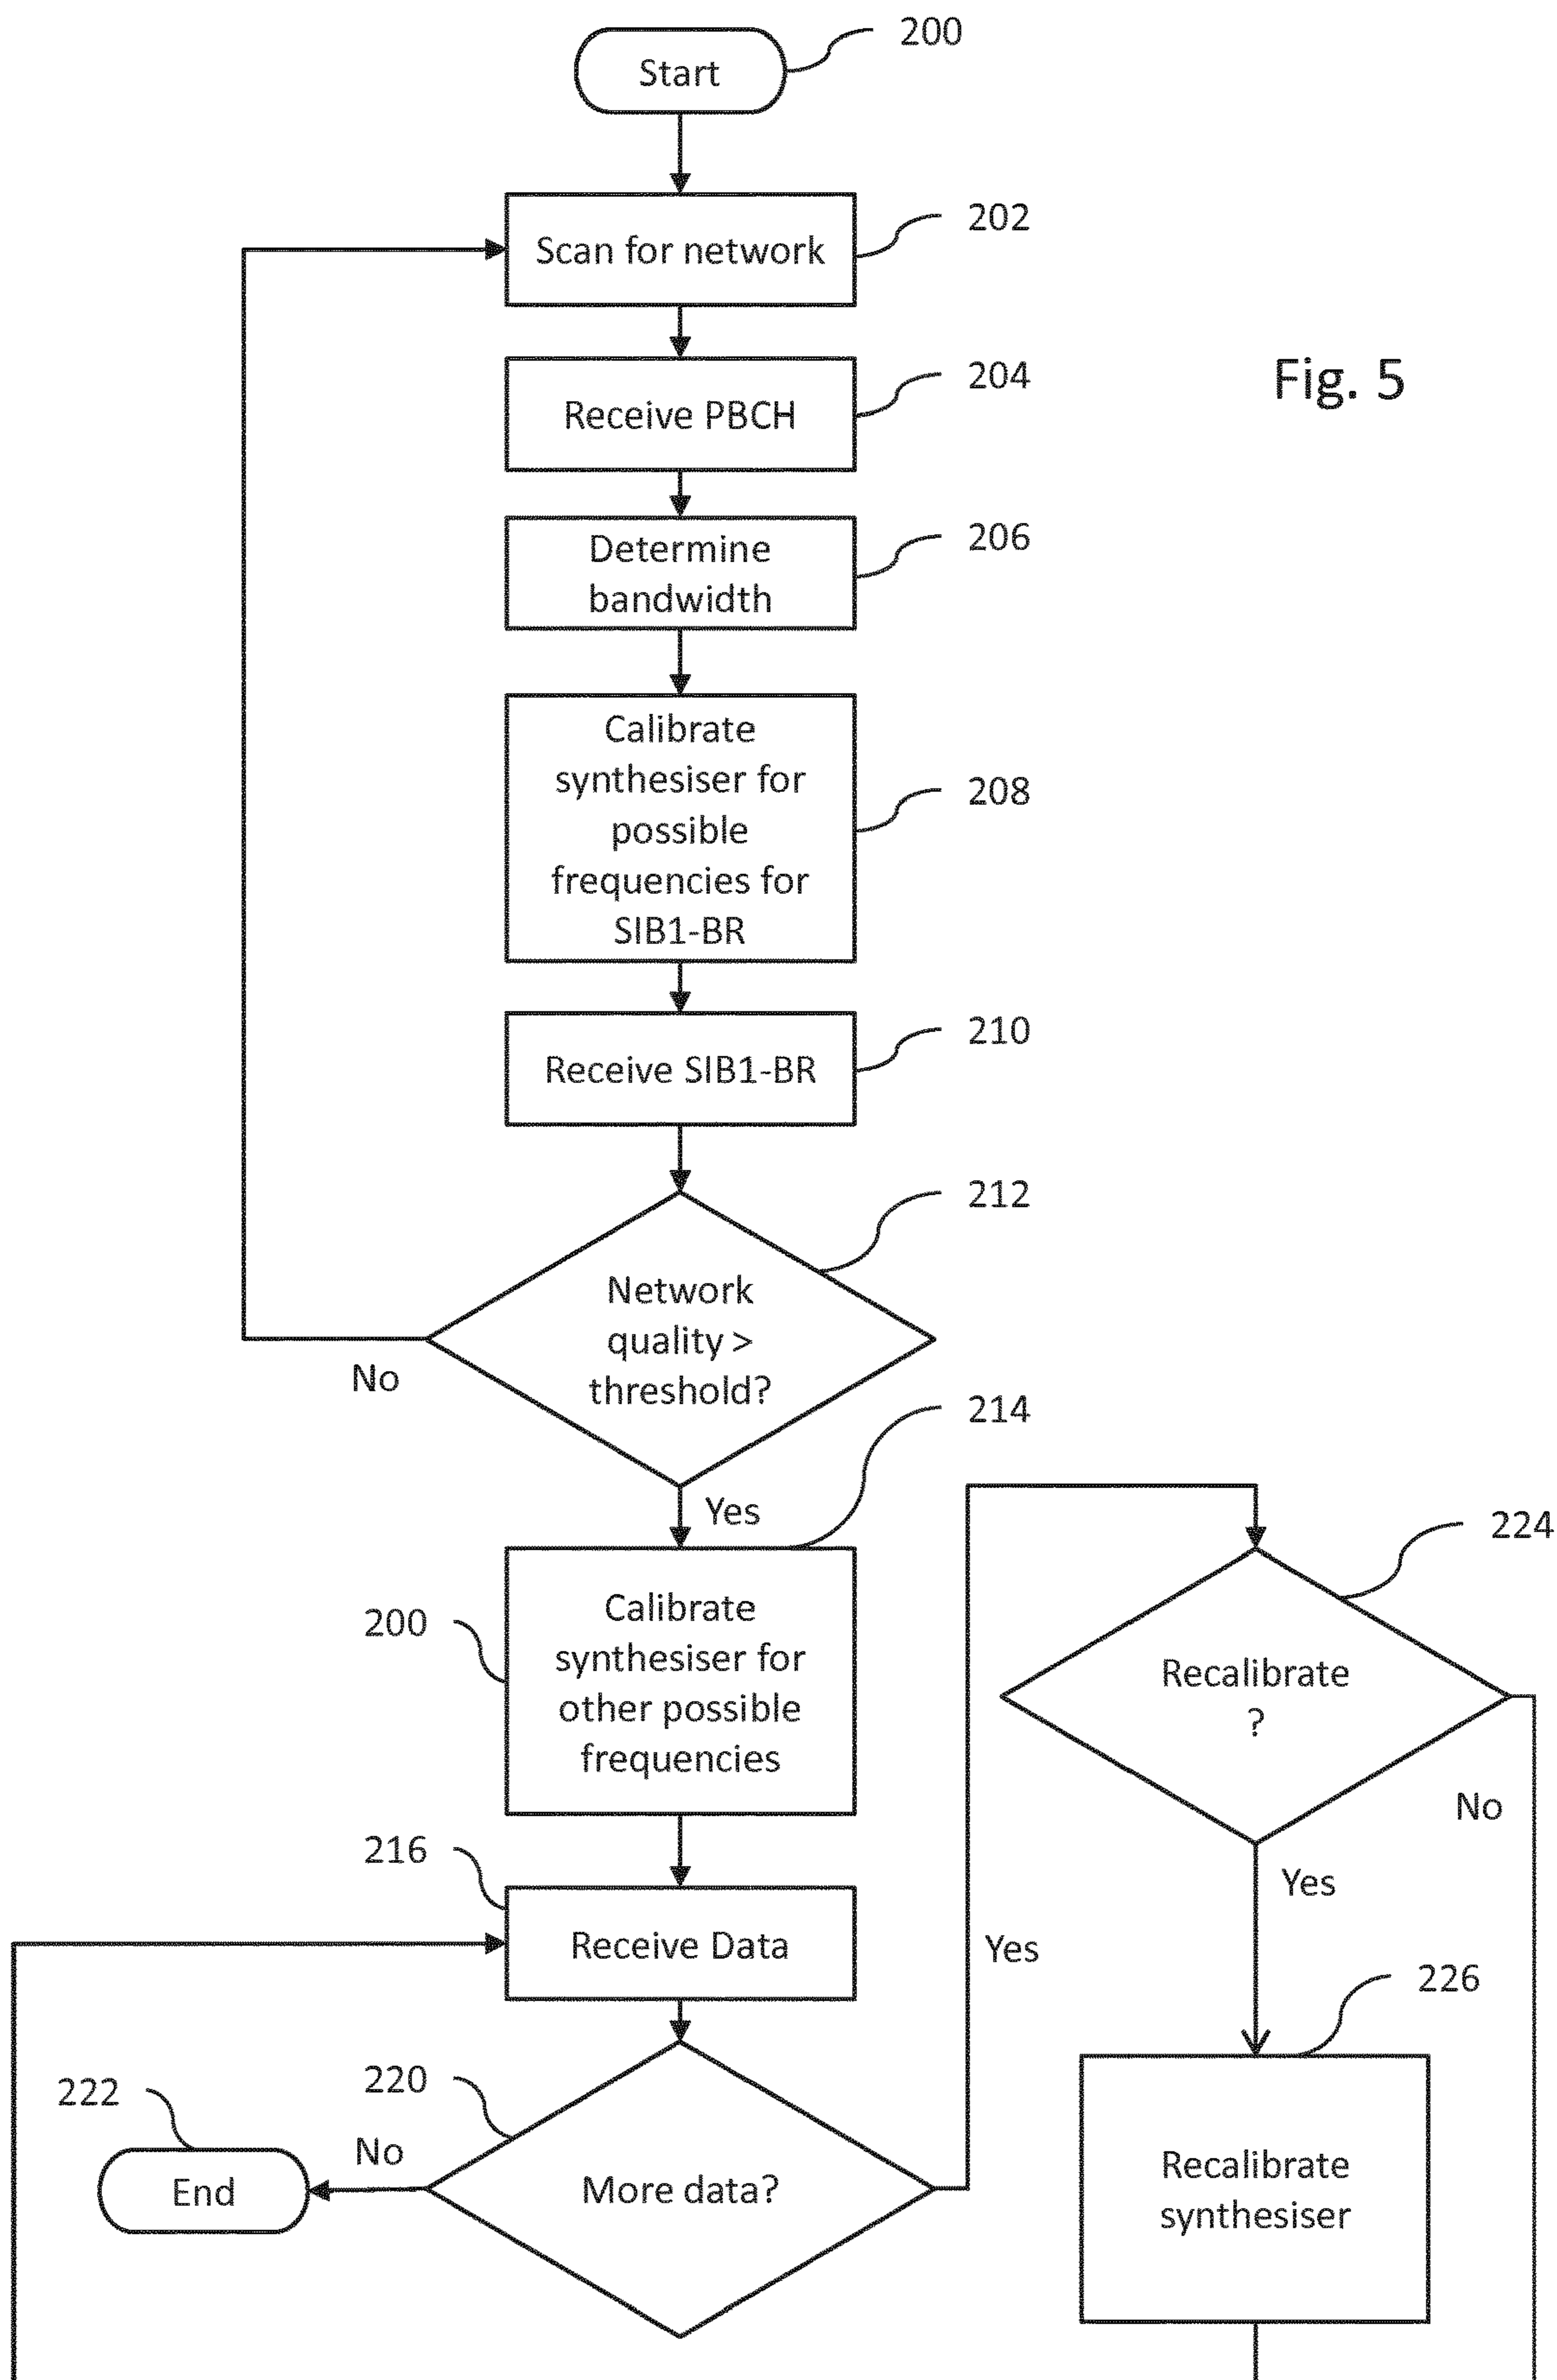 200
Start
202
Scan for network
Fig. 5
204
Receive PBCH
206
Determine
bandwidth
208
Calibrate
synthesiser for
possible
frequencies for
SIB1-BR
210
Receive SIB1-BR
212
Network
quality >
threshold?
No
214
Yes
224
200
Calibrate
synthesiser for
other possible
frequencies
Recalibrate
?
No
216
Yes
Receive Data
Yes
226
220
222
No
End
More data?
Recalibrate
synthesiser